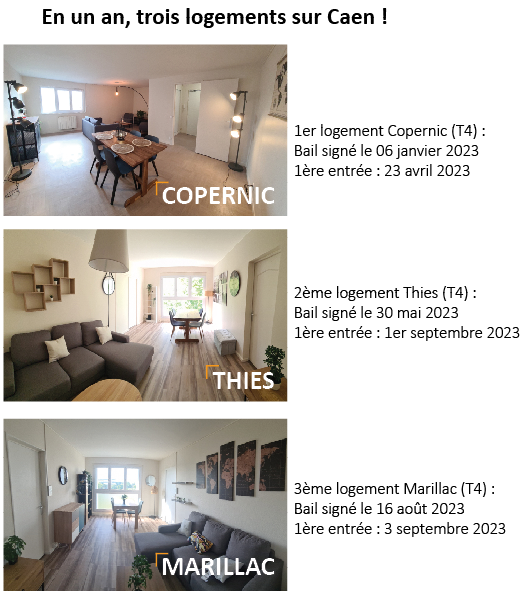 En un an, trois logements sur Caen !
COPERNIC
1er logement Copernic (T4) :
Bail signé le 06 janvier 2023
1ère entrée : 23 avril 2023
THIES
2ème logement Thies (T4) :
Bail signé le 30 mai 2023
1ère entrée : 1er septembre 2023
MARILLAC
3ème logement Marillac (T4) :
Bail signé le 16 août 2023
1ère entrée : 3 septembre 2023